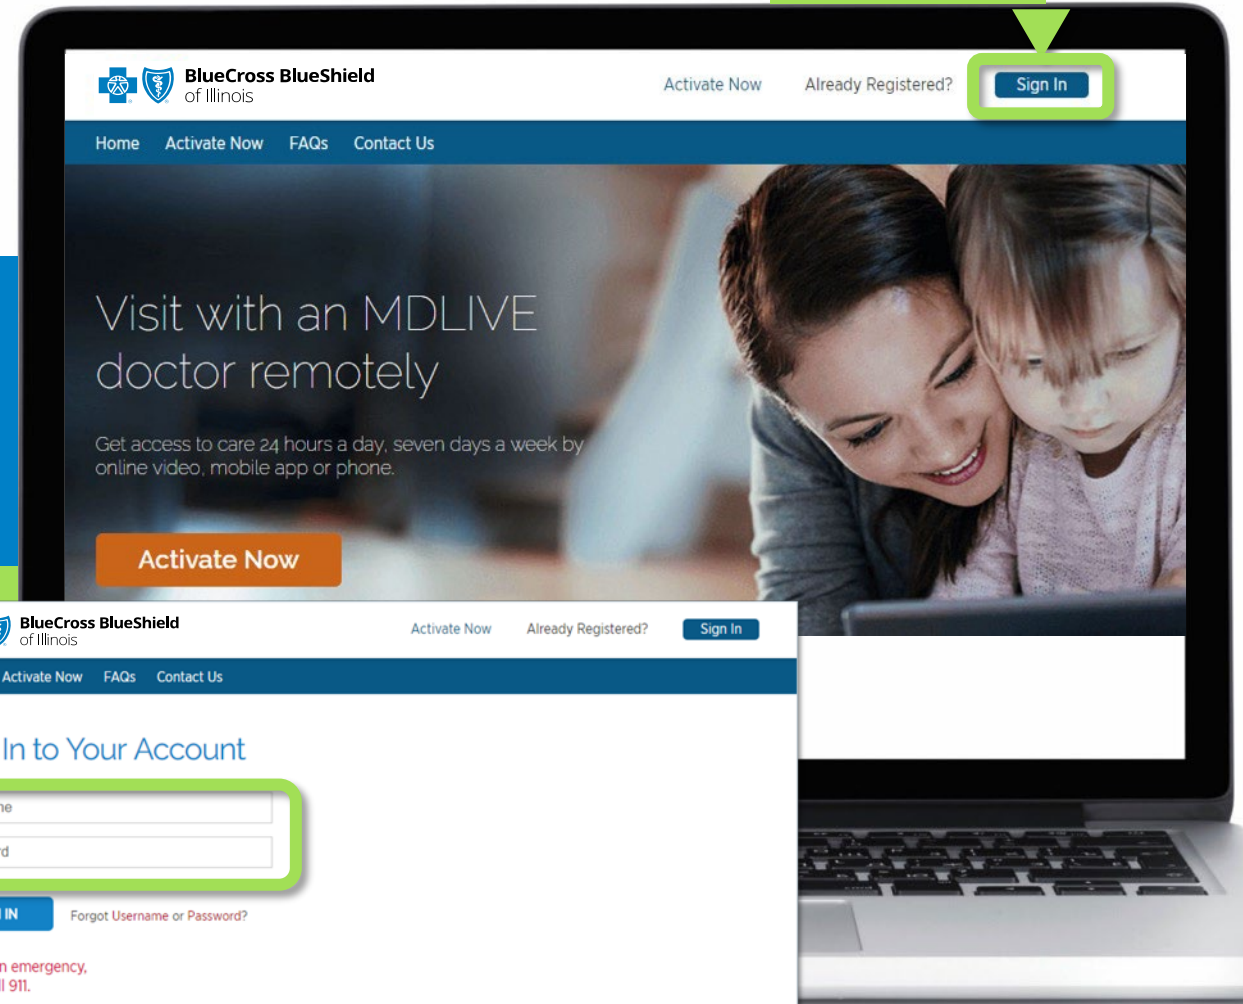 BlueCross BlueShield
of Illinois
Activate Now Already Registered? Sign In
Home Activate Now FAQs Contact Us
Visit with an MDLIVE
doctor remotely
Get access to care 24 hours a day, seven days a week by
online video, mobile app or phone.
Activate Now
BlueCross BlueShield
of Illinois
Activate Now Already Registered? Sign In
Activate Now FAQs Contact Us
In to Your Account
IN
Forgot Username or Password?
emergency,
911.